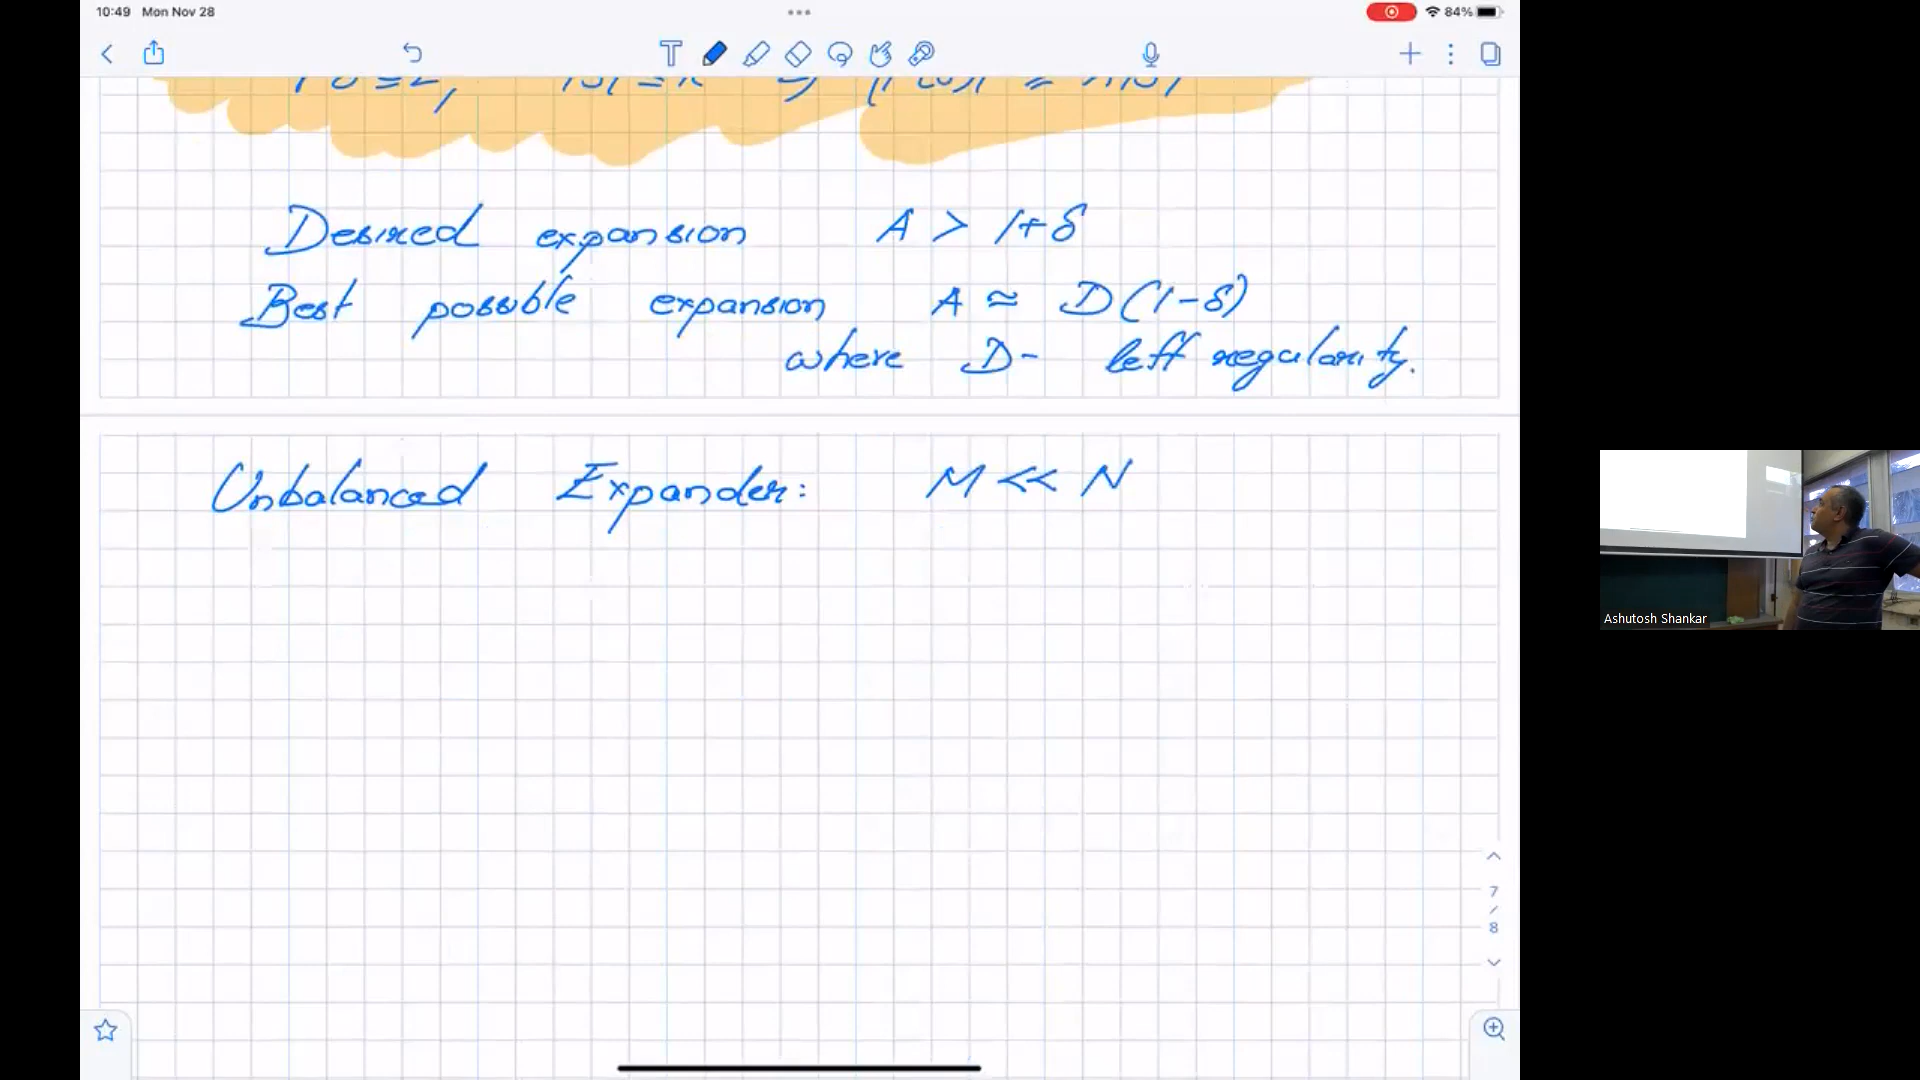 10:49 Mon Nov 28
84%
T
Desired expansion A > 1+δ
Best possible expansion A ≈ D(1-δ)
where D- left regularity.
Unbalanced Expander: M << N
7
/
8
Ashutosh Shankar